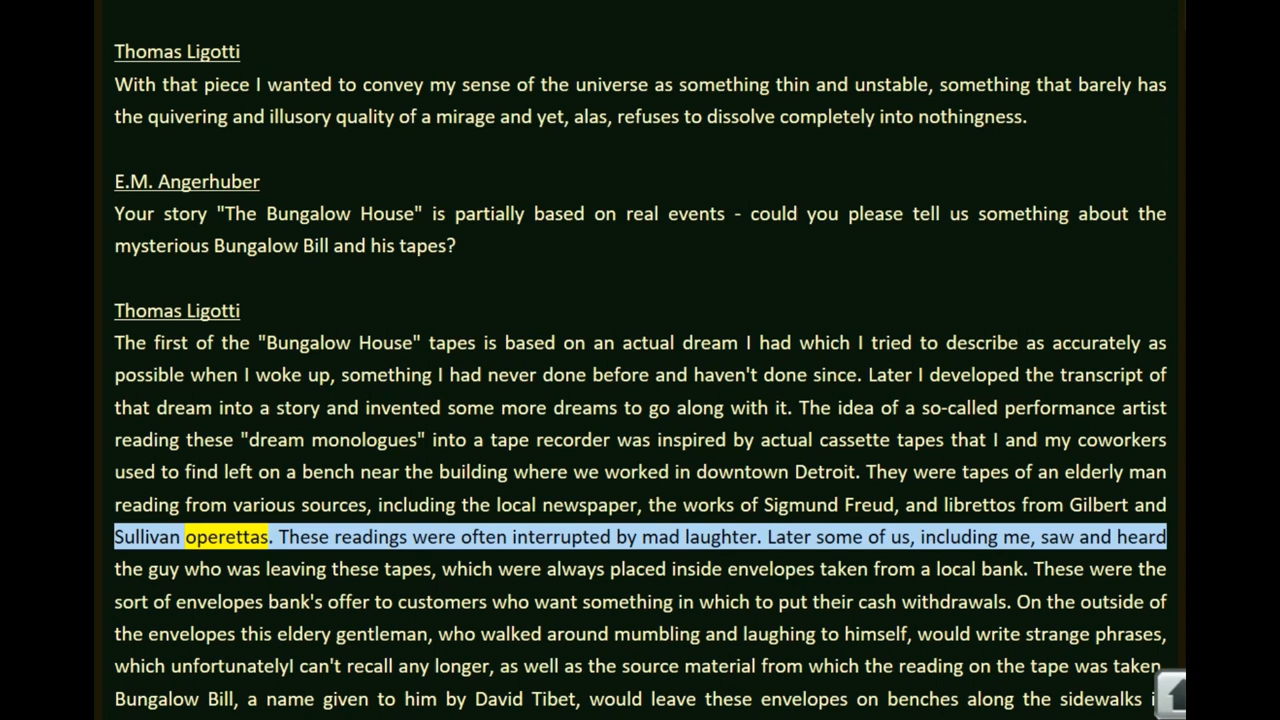 Thomas Ligotti
With that piece I wanted to convey my sense of the universe as something thin and unstable, something that barely has
the quivering and illusory quality of a mirage and yet, alas, refuses to dissolve completely into nothingness.
E.M. Angerhuber
Your story "The Bungalow House" is partially based on real events - could you please tell us something about the
mysterious Bungalow Bill and his tapes?
Thomas Ligotti
The first of the "Bungalow House" tapes is based on an actual dream I had which I tried to describe as accurately as
possible when I woke up, something I had never done before and haven't done since. Later I developed the transcript of
that dream into a story and invented some more dreams to go along with it. The idea of a so-called performance artist
reading these "dream monologues" into a tape recorder was inspired by actual cassette tapes that I and my coworkers
used to find left on a bench near the building where we worked in downtown Detroit. They were tapes of an elderly man
reading from various sources, including the local newspaper, the works of Sigmund Freud, and librettos from Gilbert and
Sullivan operettas. These readings were often interrupted by mad laughter. Later some of us, including me, saw and heard
the guy who was leaving these tapes, which were always placed inside envelopes taken from a local bank. These were the
sort of envelopes bank's offer to customers who want something in which to put their cash withdrawals. On the outside of
the envelopes this eldery gentleman, who walked around mumbling and laughing to himself, would write strange phrases,
which unfortunatelyI can't recall any longer, as well as the source material from which the reading on the tape was taken.
Bungalow Bill, a name given to him by David Tibet, would leave these envelopes on benches along the sidewalks